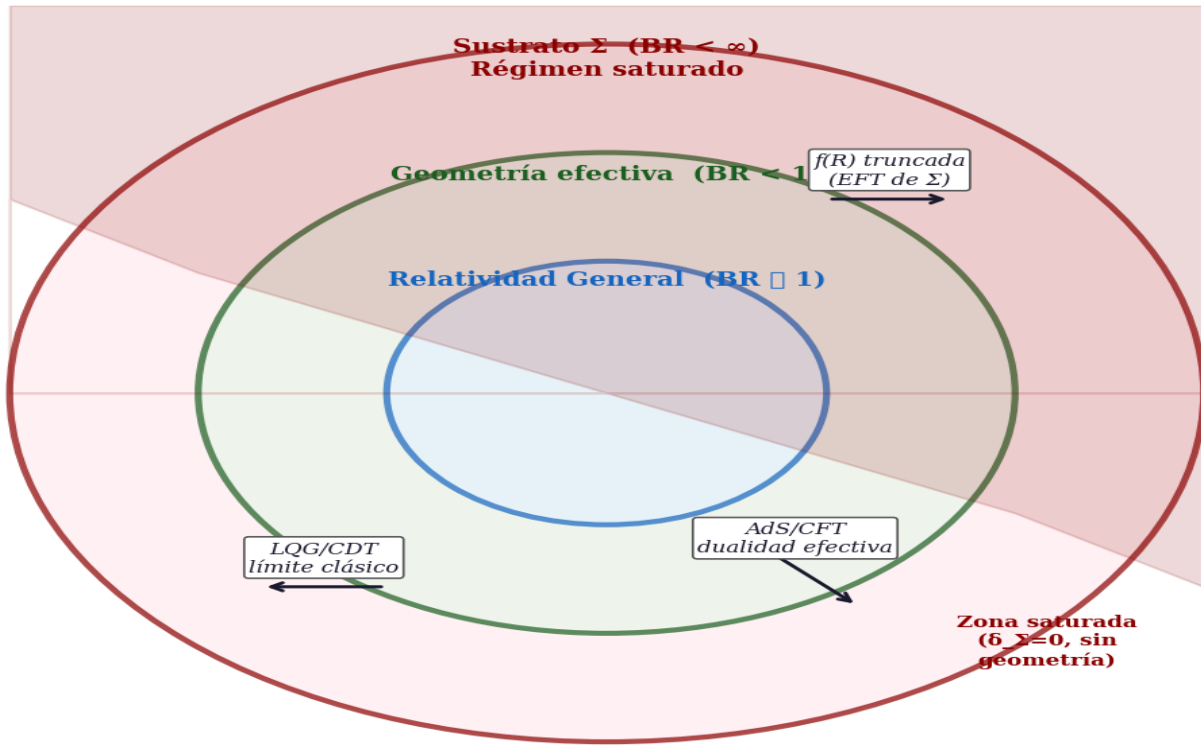 Sustrato Σ (BR < ∞)
Régimen saturado
f(R) truncada
(EFT de Σ)
Geometría efectiva (BR < 1
Relatividad General (BR ▯ 1)
AdS/CFT
dualidad efectiva
LQG/CDT
límite clásico
Zona saturada
(δ_Σ=0, sin
geometría)